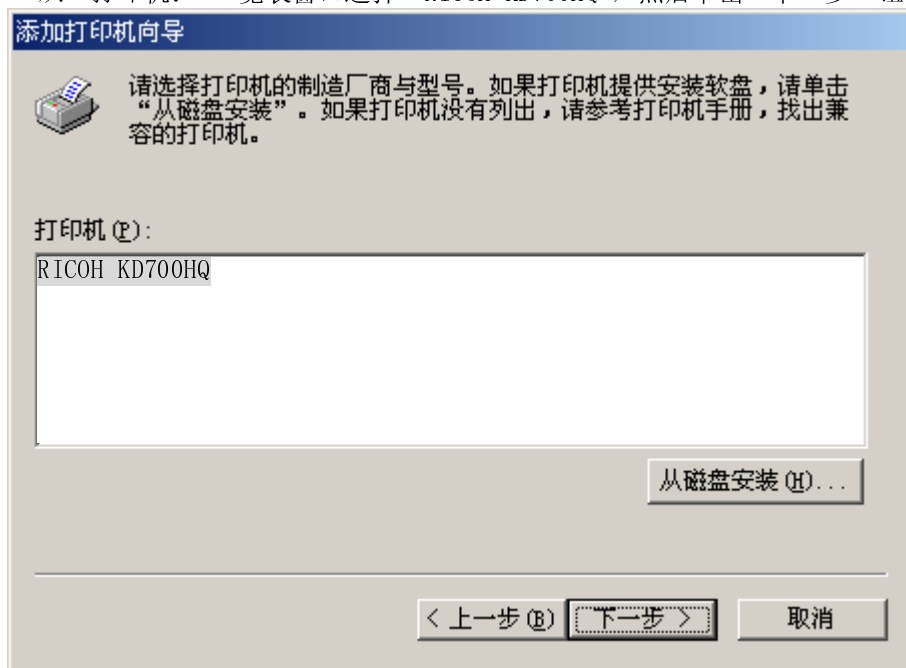 添加打印机向导
请选择打印机的制造厂商与型号。如果打印机提供安装软盘，请单击
“从磁盘安装”。如果打印机没有列出，请参考打印机手册，找出兼
容的打印机。
打印机(P):
RICOH KD700HQ
从磁盘安装(H)...
< 上一步(B)
下一步 >
取消